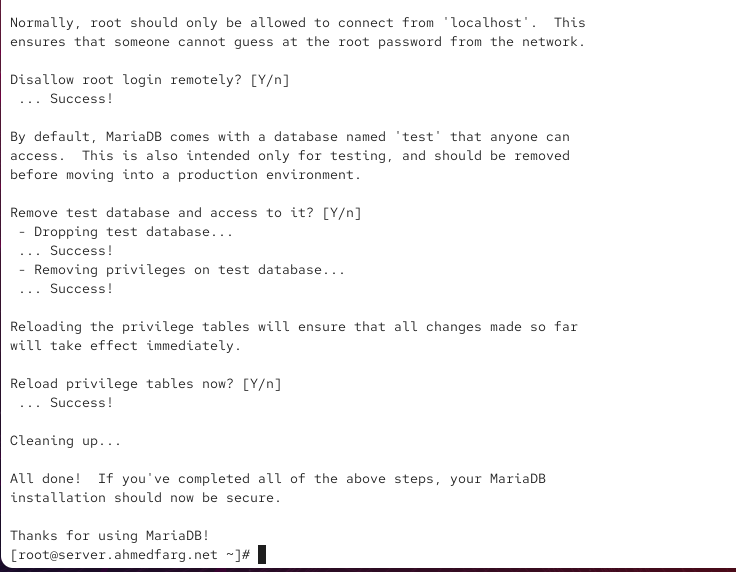 Normally, root should only be allowed to connect from 'localhost'.  This
ensures that someone cannot guess at the root password from the network.

Disallow root login remotely? [Y/n]
 ... Success!

By default, MariaDB comes with a database named 'test' that anyone can
access.  This is also intended only for testing, and should be removed
before moving into a production environment.

Remove test database and access to it? [Y/n]
 - Dropping test database...
 ... Success!
 - Removing privileges on test database...
 ... Success!

Reloading the privilege tables will ensure that all changes made so far
will take effect immediately.

Reload privilege tables now? [Y/n]
 ... Success!

Cleaning up...

All done!  If you've completed all of the above steps, your MariaDB
installation should now be secure.

Thanks for using MariaDB!
[root@server.ahmedfarg.net ~]#